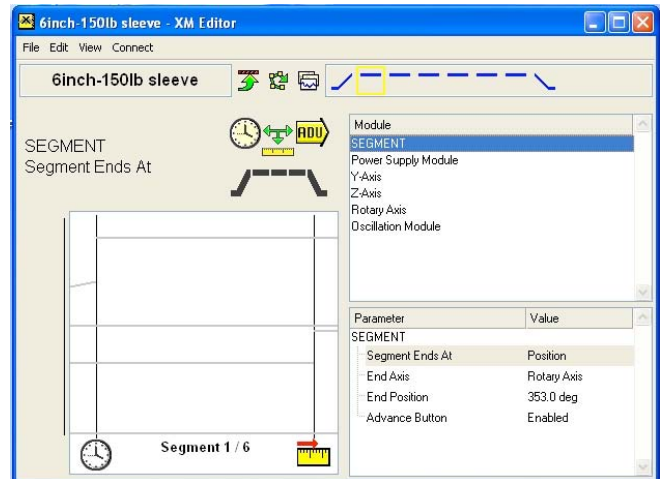 6inch-150lb sleeve - XM Editor
File Edit View Connect
6inch-150lb sleeve
SEGMENT
Segment Ends At
ADV
Module
SEGMENT
Power Supply Module
Y-Axis
Z-Axis
Rotary Axis
Oscillation Module
Segment 1 / 6
Parameter Value
SEGMENT
Segment Ends At Position
End Axis Rotary Axis
End Position 353.0 deg
Advance Button Enabled